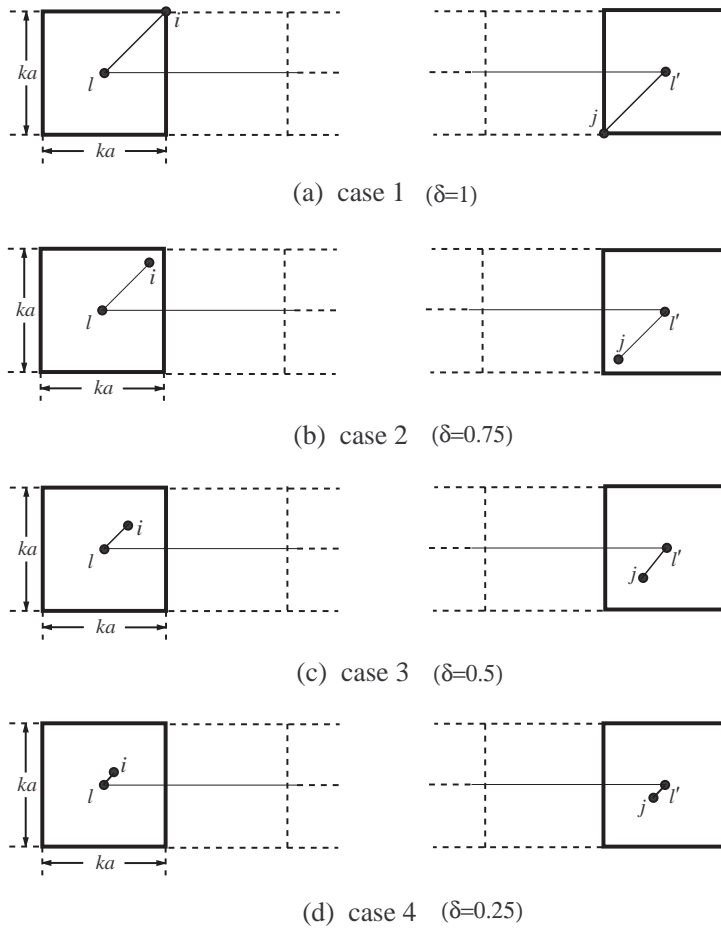 i
ka
l
l'
j
ka
(a) case 1 (δ=1)
i
ka
l
l'
j
ka
(b) case 2 (δ=0.75)
i
ka
l
l'
j
ka
(c) case 3 (δ=0.5)
i
ka
l
l'
j
ka
(d) case 4 (δ=0.25)